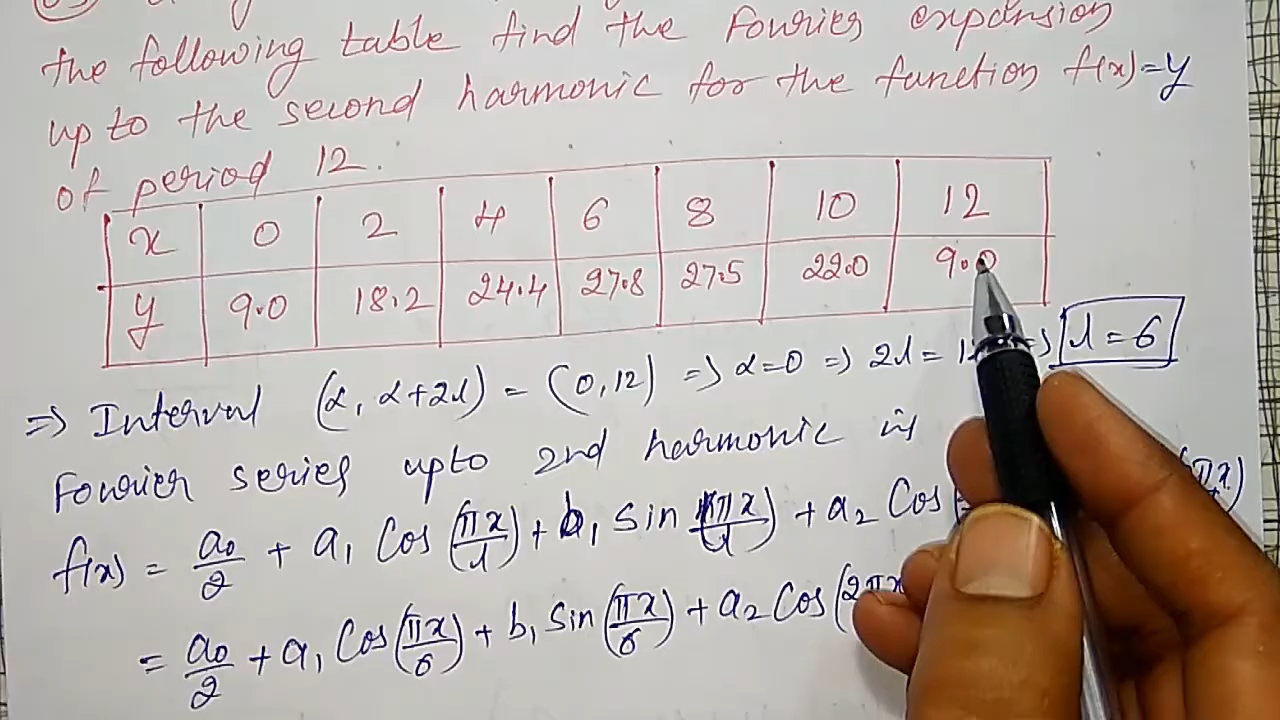 the following table find the Fourier expansion
up to the second harmonic for the function f(x)=y
of period 12.
x 0 2 4 6 8 10 12
y 9.0 18.2 24.4 27.8 27.5 22.0 9.0
=> Interval (α, α+2l) = (0,12) => α=0 => 2l = 1 => l = 6
Fourier series upto 2nd harmonic is
f(x) = a0/2 + a1 Cos(πx/l) + b1 sin(πx/l) + a2 Cos πx
= a0/2 + a1 Cos(πx/6) + b1 Sin(πx/6) + a2 Cos(2πx